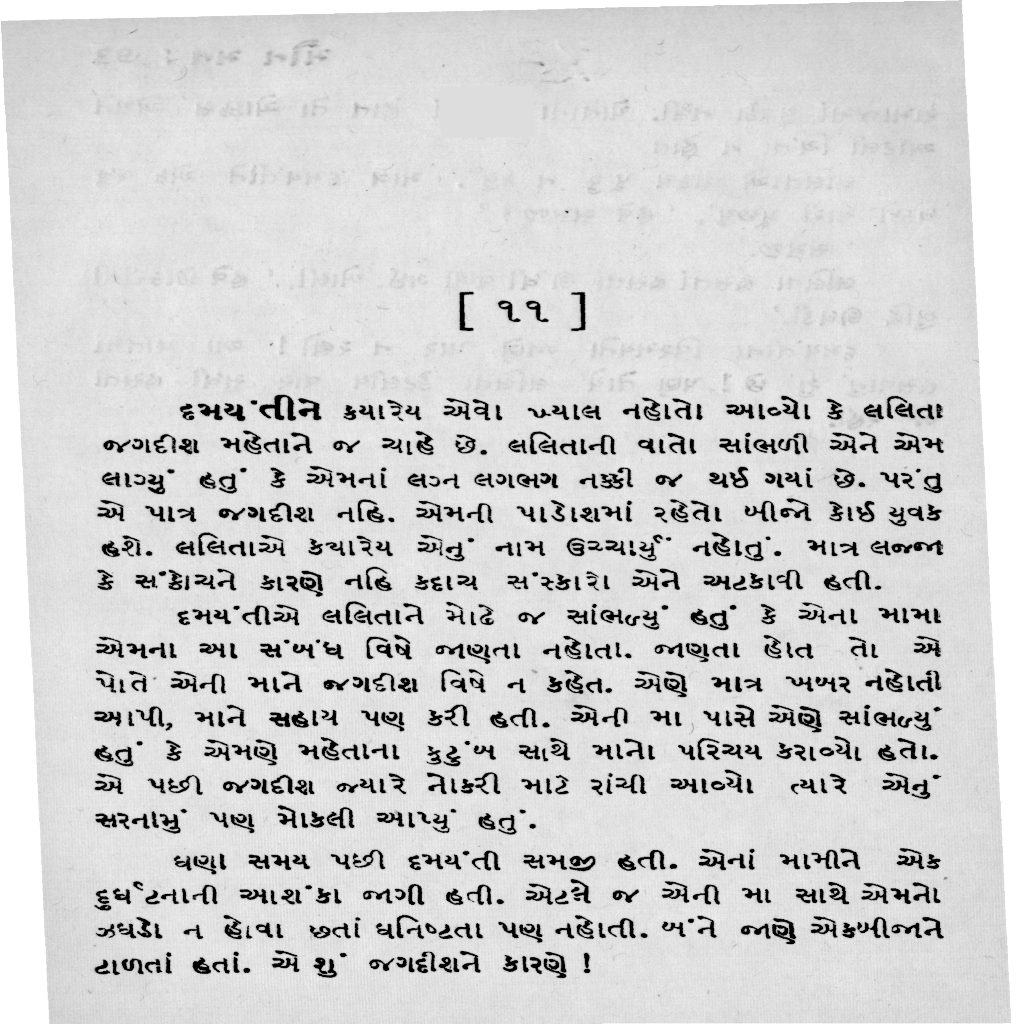 [ ૧૧ ]
દમયંતીને કયારેય એવો ખ્યાલ નહોતો આવ્યો કે લલિતા
જગદીશ મહેતાને જ ચાહે છે. લલિતાની વાતો સાંભળી એને એમ
લાગ્યું હતું કે એમનાં લગ્ન લગભગ નક્કી જ થઈ ગયાં છે. પરંતુ
એ પાત્ર જગદીશ નહિ. એમની પાડોશમાં રહેતો બીજો કોઈ યુવક
હશે. લલિતાએ કયારેય એનું નામ ઉચ્ચાર્યું નહોતું. માત્ર લજ્જા
કે સંકોચને કારણે નહિ કદાચ સંસ્કારો એને અટકાવી હતી.
દમયંતીએ લલિતાને મોઢે જ સાંભળ્યું હતું કે એના મામા
એમના આ સંબંધ વિષે જાણતા નહોતા. જાણતા હોત તો એ
પોતે એની માને જગદીશ વિષે ન કહેત. એણે માત્ર ખબર નહોતી
આપી, માને સહાય પણ કરી હતી. એની મા પાસે એણે સાંભળ્યું
હતું કે એમણે મહેતાના કુટુંબ સાથે માનો પરિચય કરાવ્યો હતો.
એ પછી જગદીશ જ્યારે નોકરી માટે રાંચી આવ્યો ત્યારે એનું
સરનામું પણ મોકલી આપ્યું હતું.
ઘણા સમય પછી દમયંતી સમજી હતી. એનાં મામીને એક
દુર્ઘટનાની આશંકા જાગી હતી. એટલે જ એની મા સાથે એમનો
ઝઘડો ન હોવા છતાં ઘનિષ્ટતા પણ નહોતી. બંને જાણે એકબીજાને
ટાળતાં હતાં. એ શું જગદીશને કારણે !